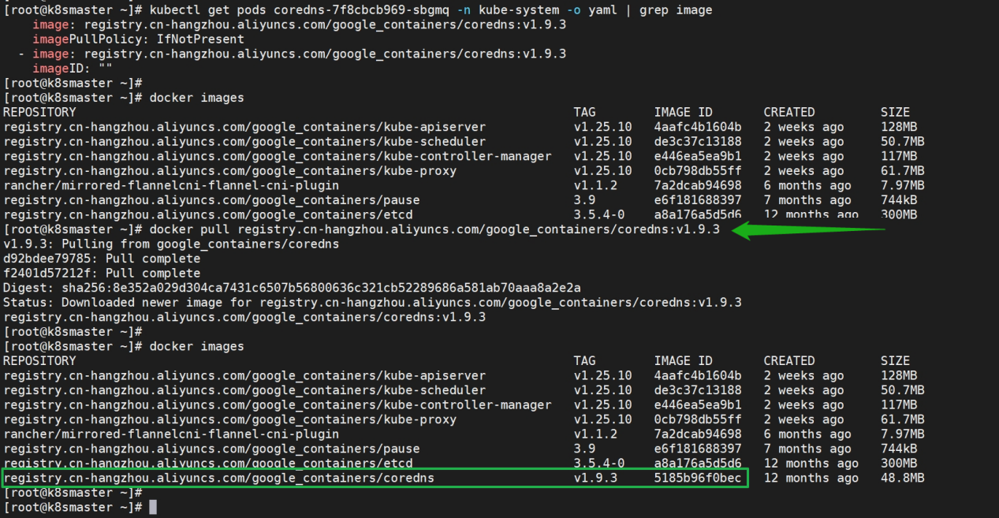 [root@k8smaster ~]# kubectl get pods coredns-7f8cbcb969-sbgmq -n kube-system -o yaml | grep image
    image: registry.cn-hangzhou.aliyuncs.com/google_containers/coredns:v1.9.3
    imagePullPolicy: IfNotPresent
  - image: registry.cn-hangzhou.aliyuncs.com/google_containers/coredns:v1.9.3
    imageID: ""
[root@k8smaster ~]#
[root@k8smaster ~]# docker images
REPOSITORY TAG IMAGE ID CREATED SIZE
registry.cn-hangzhou.aliyuncs.com/google_containers/kube-apiserver v1.25.10 4aafc4b1604b 2 weeks ago 128MB
registry.cn-hangzhou.aliyuncs.com/google_containers/kube-scheduler v1.25.10 de3c37c13188 2 weeks ago 50.7MB
registry.cn-hangzhou.aliyuncs.com/google_containers/kube-controller-manager v1.25.10 e446ea5ea9b1 2 weeks ago 117MB
registry.cn-hangzhou.aliyuncs.com/google_containers/kube-proxy v1.25.10 0cb798db55ff 2 weeks ago 61.7MB
rancher/mirrored-flannelcni-flannel-cni-plugin v1.1.2 7a2dcab94698 6 months ago 7.97MB
registry.cn-hangzhou.aliyuncs.com/google_containers/pause 3.9 e6f181688397 7 months ago 744kB
registry.cn-hangzhou.aliyuncs.com/google_containers/etcd 3.5.4-0 a8a176a5d5d6 12 months ago 300MB
[root@k8smaster ~]# docker pull registry.cn-hangzhou.aliyuncs.com/google_containers/coredns:v1.9.3
v1.9.3: Pulling from google_containers/coredns
d92bdee79785: Pull complete
f2401d57212f: Pull complete
Digest: sha256:8e352a029d304ca7431c6507b56800636c321cb52289686a581ab70aaa8a2e2a
Status: Downloaded newer image for registry.cn-hangzhou.aliyuncs.com/google_containers/coredns:v1.9.3
registry.cn-hangzhou.aliyuncs.com/google_containers/coredns:v1.9.3
[root@k8smaster ~]#
[root@k8smaster ~]# docker images
REPOSITORY TAG IMAGE ID CREATED SIZE
registry.cn-hangzhou.aliyuncs.com/google_containers/kube-apiserver v1.25.10 4aafc4b1604b 2 weeks ago 128MB
registry.cn-hangzhou.aliyuncs.com/google_containers/kube-scheduler v1.25.10 de3c37c13188 2 weeks ago 50.7MB
registry.cn-hangzhou.aliyuncs.com/google_containers/kube-controller-manager v1.25.10 e446ea5ea9b1 2 weeks ago 117MB
registry.cn-hangzhou.aliyuncs.com/google_containers/kube-proxy v1.25.10 0cb798db55ff 2 weeks ago 61.7MB
rancher/mirrored-flannelcni-flannel-cni-plugin v1.1.2 7a2dcab94698 6 months ago 7.97MB
registry.cn-hangzhou.aliyuncs.com/google_containers/pause 3.9 e6f181688397 7 months ago 744kB
registry.cn-hangzhou.aliyuncs.com/google_containers/etcd 3.5.4-0 a8a176a5d5d6 12 months ago 300MB
registry.cn-hangzhou.aliyuncs.com/google_containers/coredns v1.9.3 5185b96f0bec 12 months ago 48.8MB
[root@k8smaster ~]#
[root@k8smaster ~]#